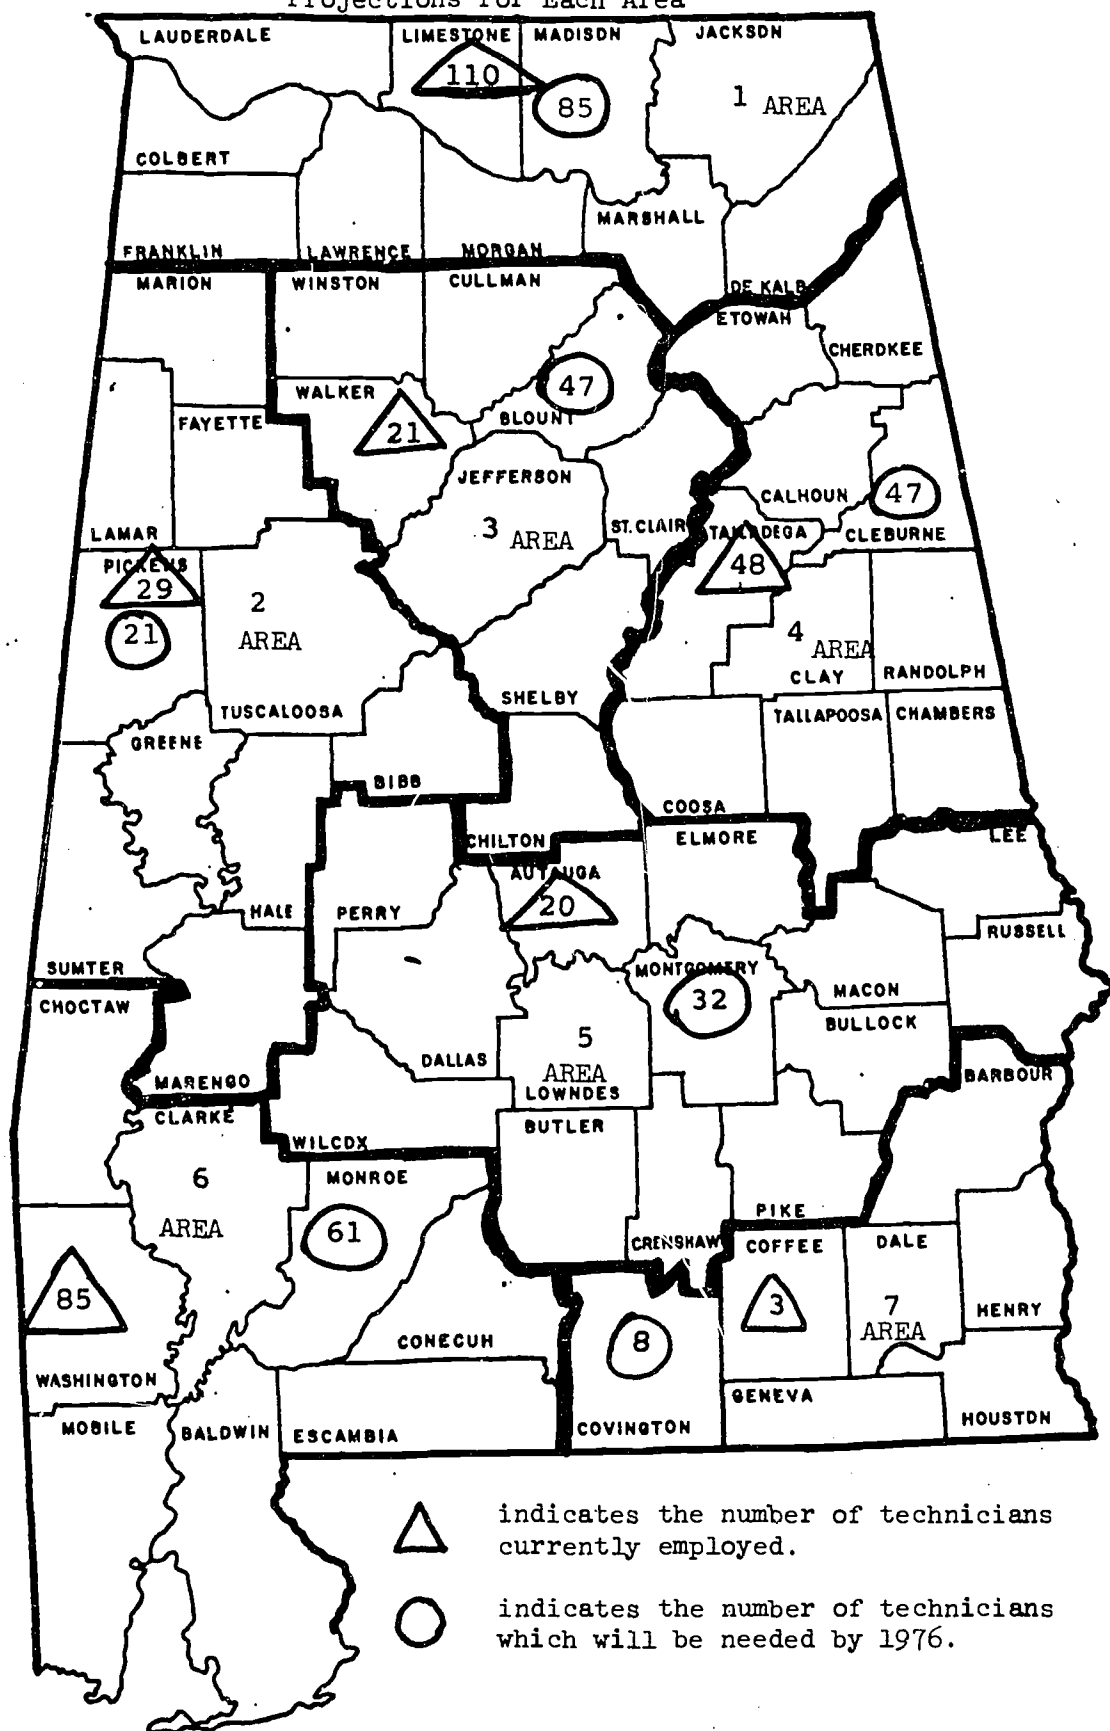 Projections For Each Area
LAUDERDALE
LIMESTONE
MADISON
JACKSON
110
85
1 AREA
COLBERT
MARSHALL
FRANKLIN
LAWRENCE
MORGAN
MARION
WINSTON
CULLMAN
DE KALB
ETOWAH
CHEROKEE
WALKER
47
FAYETTE
21
BLOUNT
JEFFERSON
CALHOUN
47
LAMAR
3 AREA
ST. CLAIR
TALLADEGA
CLEBURNE
PICKENS
29
48
2
AREA
21
4 AREA
CLAY
RANDOLPH
TUSCALOOSA
SHELBY
TALLAPOOSA
CHAMBERS
GREENE
BIBB
COOSA
CHILTON
ELMORE
LEE
AUTAUGA
20
HALE
PERRY
RUSSELL
SUMTER
MONTGOMERY
32
MACON
CHOCTAW
BULLOCK
5
AREA
DALLAS
LOWNDES
BARBOUR
MARENGO
CLARKE
BUTLER
WILCOX
MONROE
6
AREA
61
PIKE
CRENSHAW
COFFEE
DALE
85
3
7
AREA
HENRY
8
CONECUH
WASHINGTON
GENEVA
MOBILE
BALDWIN
ESCAMBIA
COVINGTON
HOUSTON
indicates the number of technicians
currently employed.
indicates the number of technicians
which will be needed by 1976.